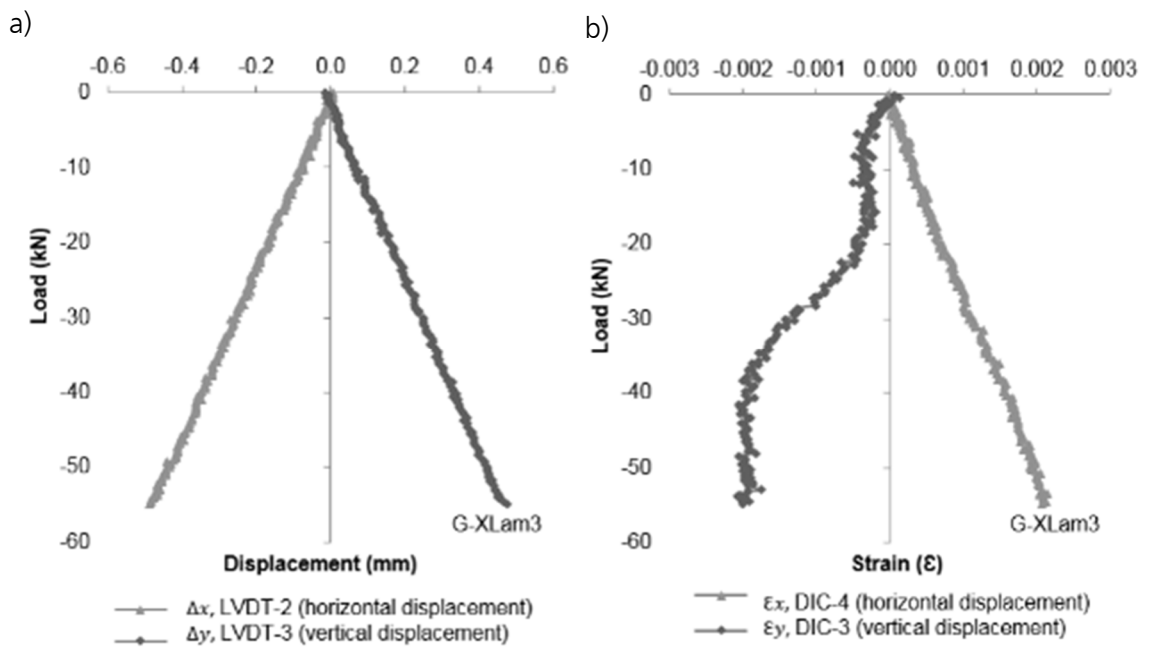 a)
-0.6 -0.4 -0.2 0.0 0.2 0.4 0.6
0
-10
-20
-30
-40
-50
-60
Load (kN)
G-XLam3
Displacement (mm)
Δx, LVDT-2 (horizontal displacement)
Δy, LVDT-3 (vertical displacement)
b)
-0.003 -0.002 -0.001 0.000 0.001 0.002 0.003
0
-10
-20
-30
-40
-50
-60
Load (kN)
G-XLam3
Strain (Ɛ)
Ɛx, DIC-4 (horizontal displacement)
Ɛy, DIC-3 (vertical displacement)